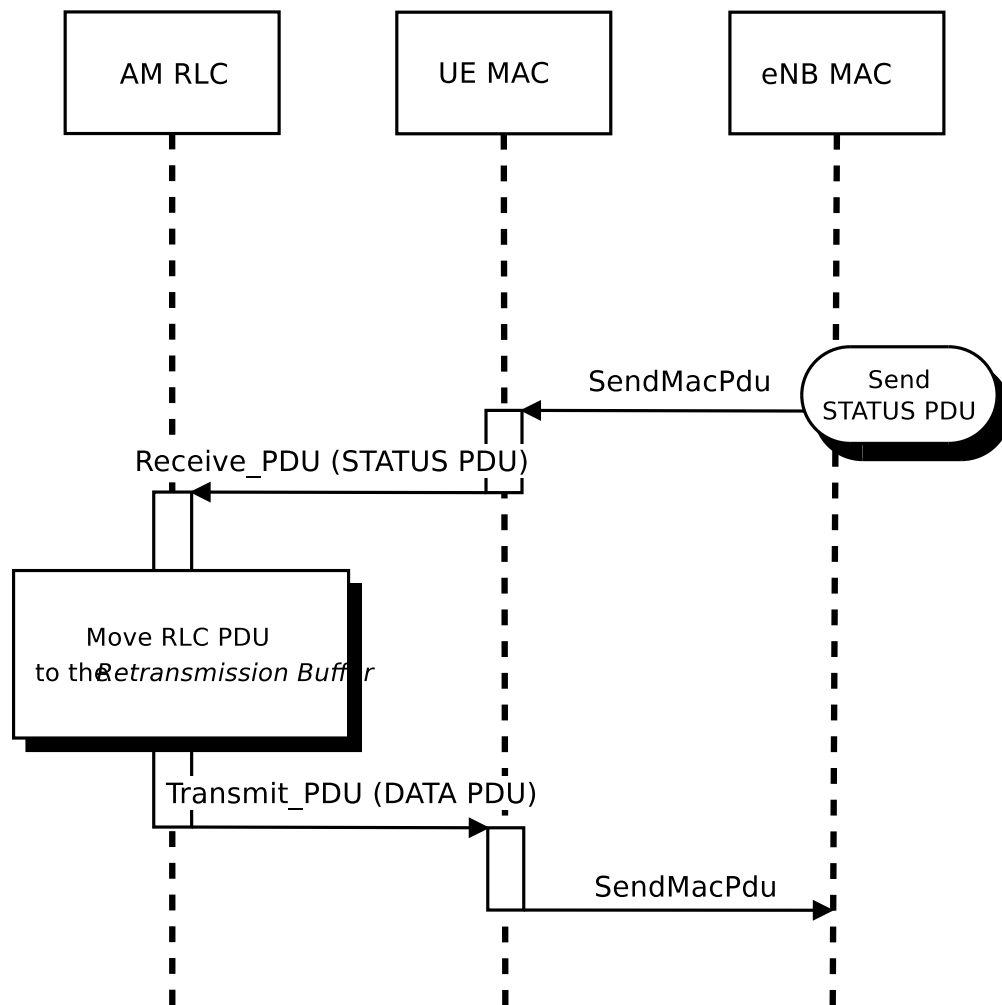 AM RLC
UE MAC
eNB MAC
SendMacPdu
Send
STATUS PDU
Receive_PDU (STATUS PDU)
Move RLC PDU
to the Retransmission Buffer
Transmit_PDU (DATA PDU)
SendMacPdu